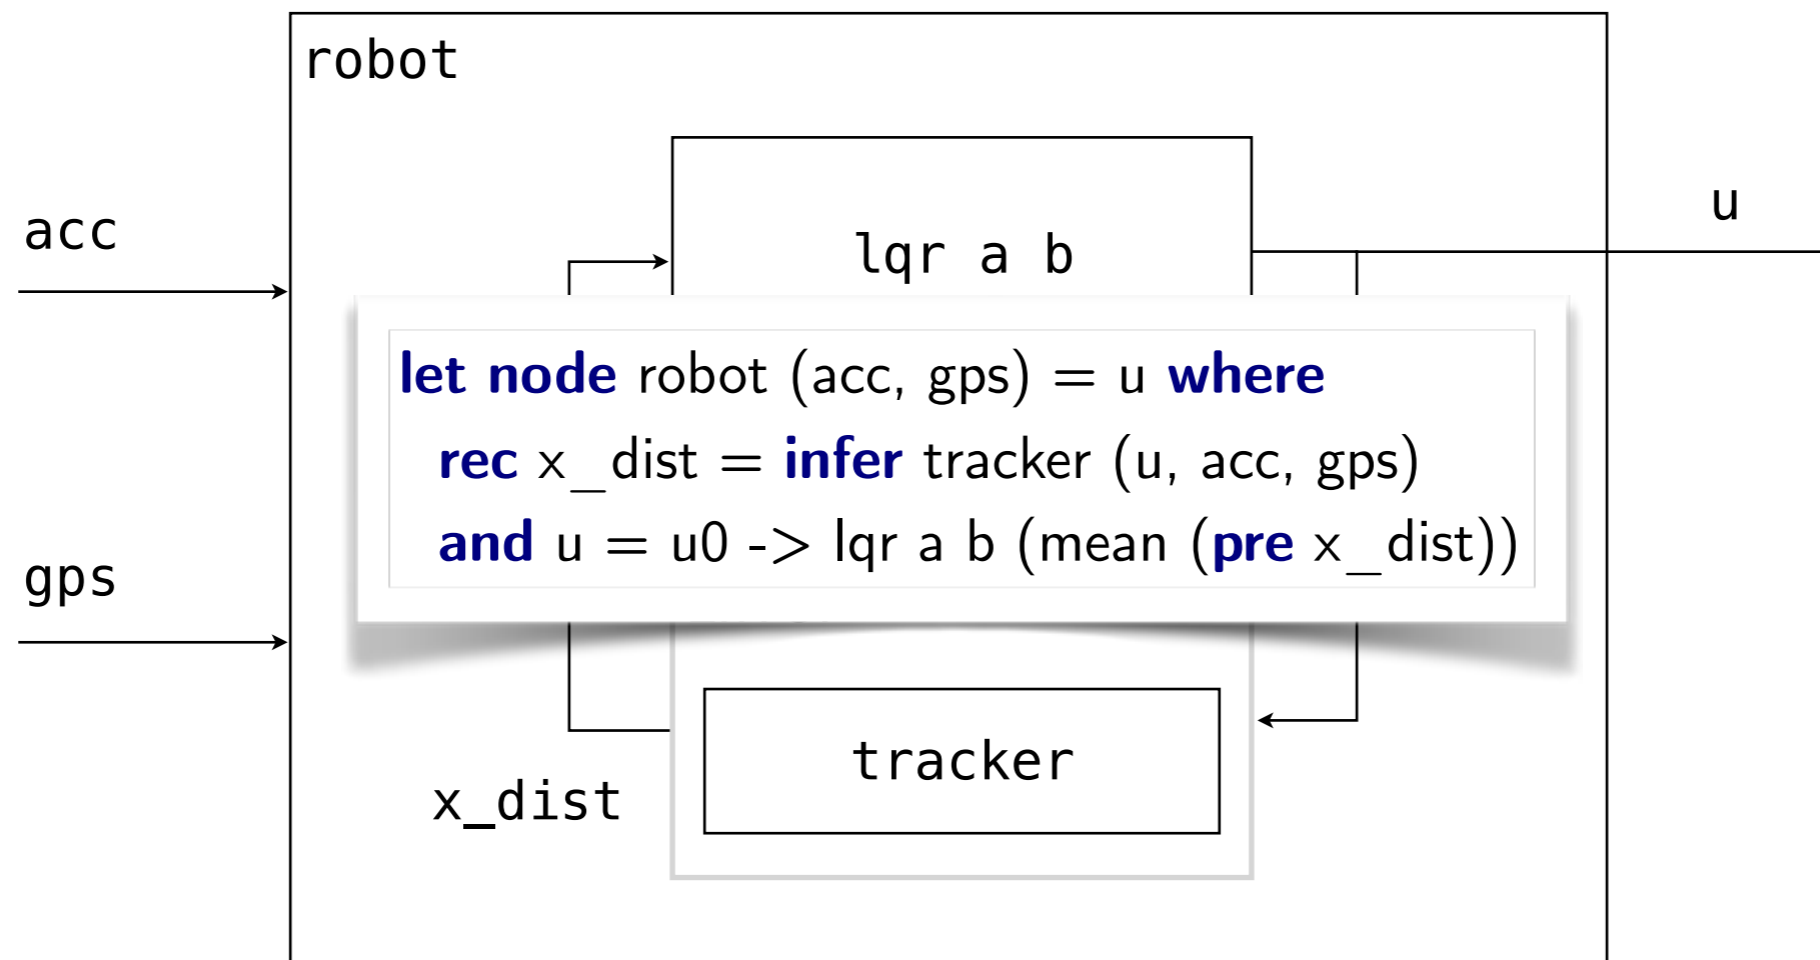 robot
acc
u
lqr a b
let node robot (acc, gps) = u where
rec x_dist = infer tracker (u, acc, gps)
and u = u0 -> lqr a b (mean (pre x_dist))
gps
tracker
x_dist